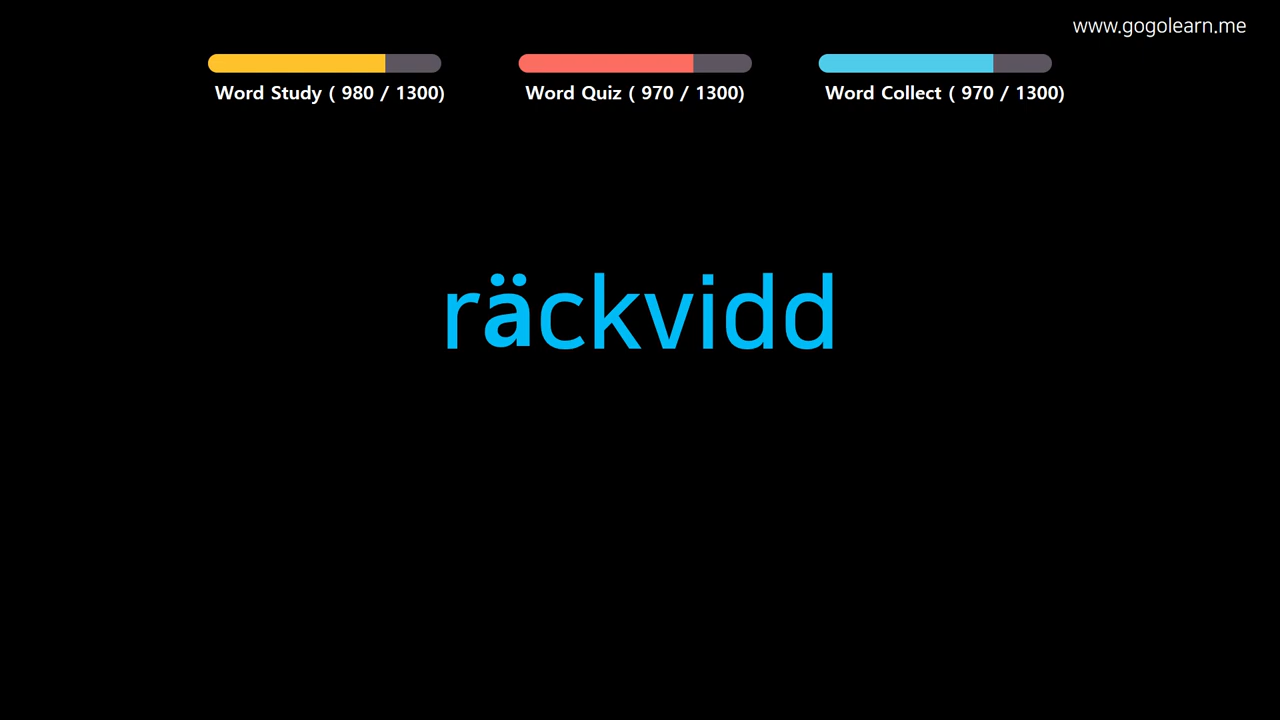 www.gogolearn.me
Word Study ( 980 / 1300)
Word Quiz ( 970 / 1300)
Word Collect ( 970 / 1300)
räckvidd